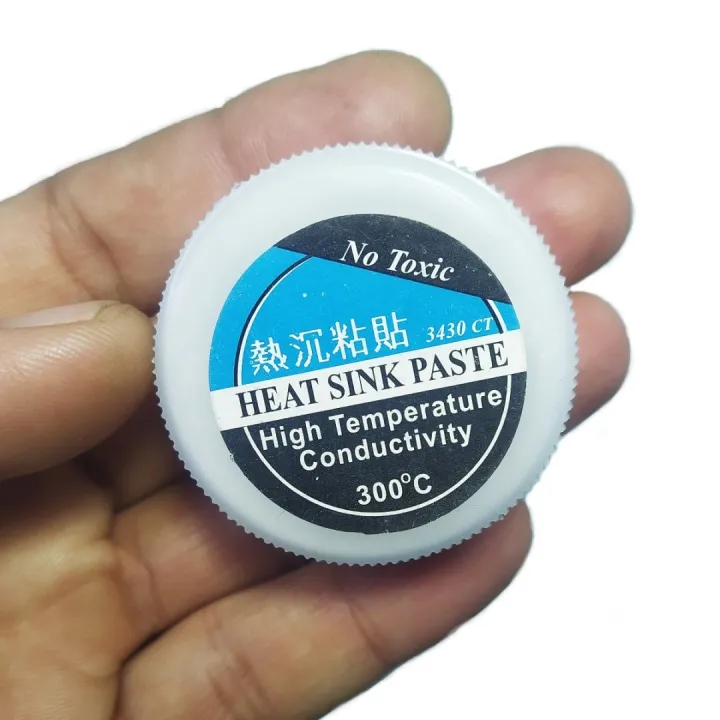 No Toxic
熱沉粘貼 3430 CT
HEAT SINK PASTE
High Temperature
Conductivity
300°C